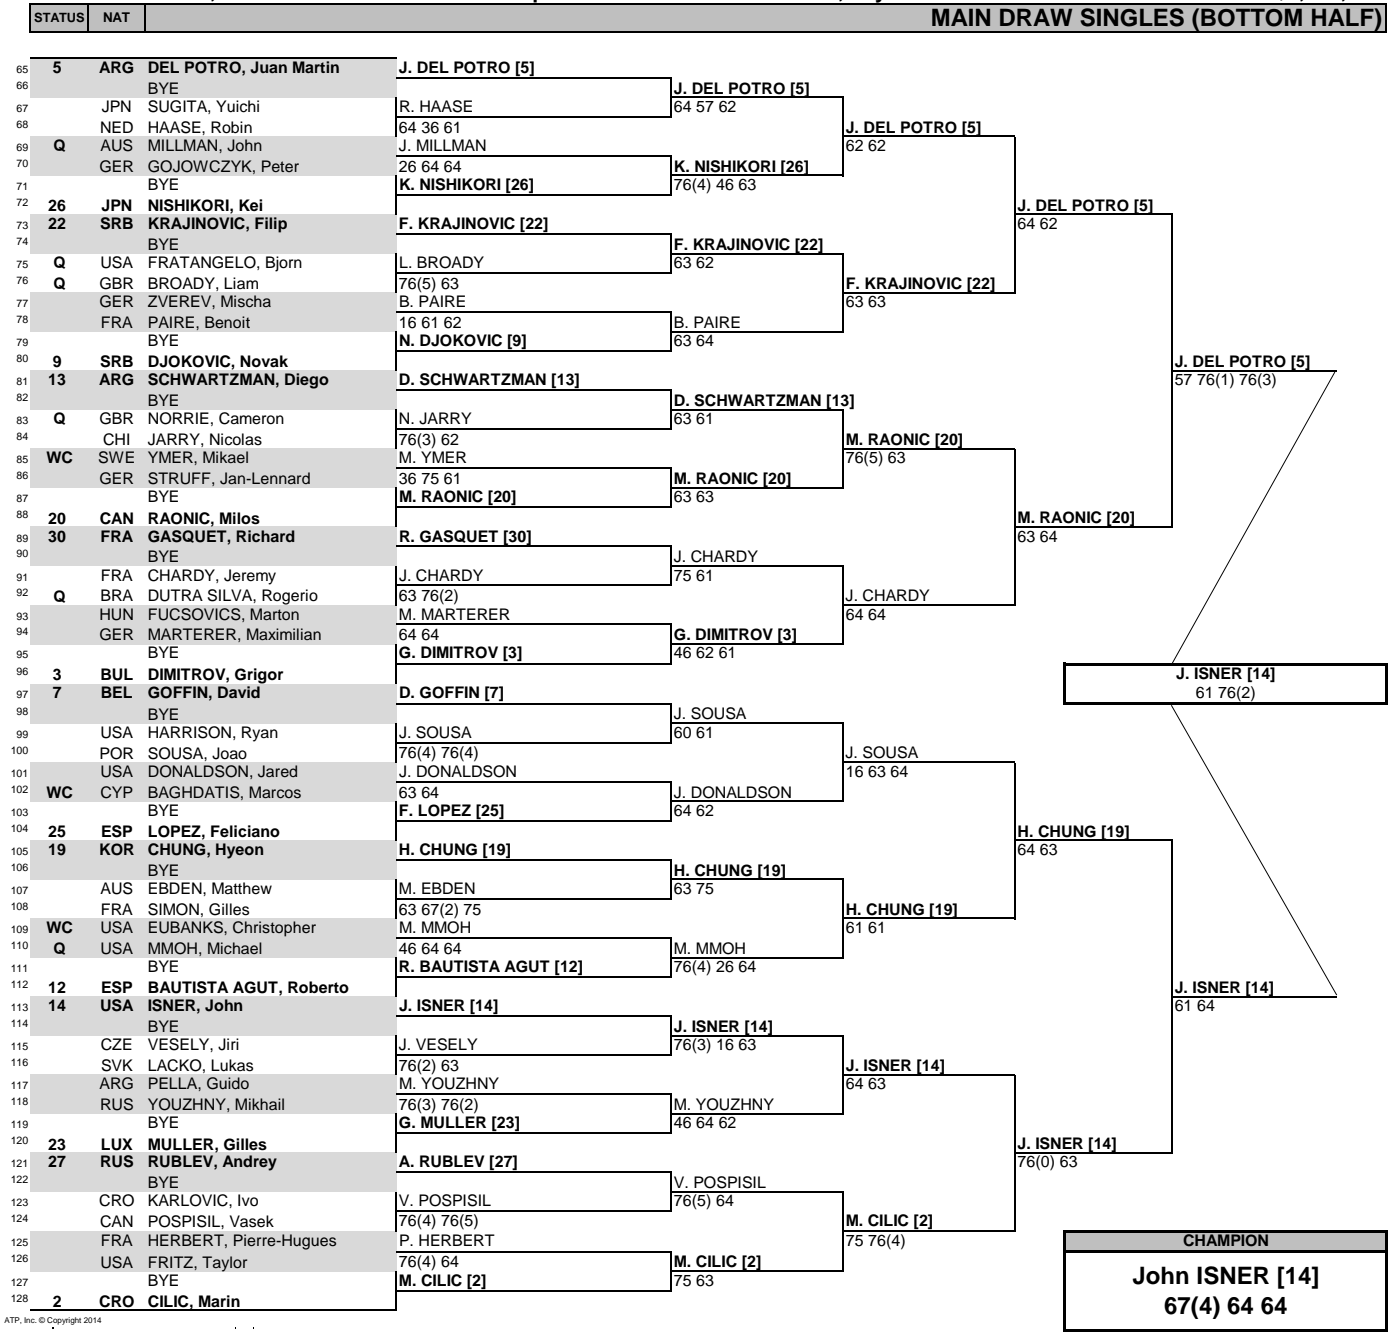 MAIN DRAW SINGLES (BOTTOM HALF)
STATUS NAT
65 5 ARG DEL POTRO, Juan Martin
66 BYE
67 JPN SUGITA, Yuichi
68 NED HAASE, Robin
69 Q AUS MILLMAN, John
70 GER GOJOWCZYK, Peter
71 BYE
72 26 JPN NISHIKORI, Kei
73 22 SRB KRAJINOVIC, Filip
74 BYE
75 Q USA FRATANGELO, Bjorn
76 Q GBR BROADY, Liam
77 GER ZVEREV, Mischa
78 FRA PAIRE, Benoit
79 BYE
80 9 SRB DJOKOVIC, Novak
81 13 ARG SCHWARTZMAN, Diego
82 BYE
83 Q GBR NORRIE, Cameron
84 CHI JARRY, Nicolas
85 WC SWE YMER, Mikael
86 GER STRUFF, Jan-Lennard
87 BYE
88 20 CAN RAONIC, Milos
89 30 FRA GASQUET, Richard
90 BYE
91 FRA CHARDY, Jeremy
92 Q BRA DUTRA SILVA, Rogerio
93 HUN FUCSOVICS, Marton
94 GER MARTERER, Maximilian
95 BYE
96 3 BUL DIMITROV, Grigor
97 7 BEL GOFFIN, David
98 BYE
99 USA HARRISON, Ryan
100 POR SOUSA, Joao
101 USA DONALDSON, Jared
102 WC CYP BAGHDATIS, Marcos
103 BYE
104 25 ESP LOPEZ, Feliciano
105 19 KOR CHUNG, Hyeon
106 BYE
107 AUS EBDEN, Matthew
108 FRA SIMON, Gilles
109 WC USA EUBANKS, Christopher
110 Q USA MMOH, Michael
111 BYE
112 12 ESP BAUTISTA AGUT, Roberto
113 14 USA ISNER, John
114 BYE
115 CZE VESELY, Jiri
116 SVK LACKO, Lukas
117 ARG PELLA, Guido
118 RUS YOUZHNY, Mikhail
119 BYE
120 23 LUX MULLER, Gilles
121 27 RUS RUBLEV, Andrey
122 BYE
123 CRO KARLOVIC, Ivo
124 CAN POSPISIL, Vasek
125 FRA HERBERT, Pierre-Hugues
126 USA FRITZ, Taylor
127 BYE
128 2 CRO CILIC, Marin
J. DEL POTRO [5]
R. HAASE
64 36 61
J. MILLMAN
26 64 64
K. NISHIKORI [26]
F. KRAJINOVIC [22]
L. BROADY
76(5) 63
B. PAIRE
16 61 62
N. DJOKOVIC [9]
D. SCHWARTZMAN [13]
N. JARRY
76(3) 62
M. YMER
36 75 61
M. RAONIC [20]
R. GASQUET [30]
J. CHARDY
63 76(2)
M. MARTERER
64 64
G. DIMITROV [3]
D. GOFFIN [7]
J. SOUSA
76(4) 76(4)
J. DONALDSON
63 64
F. LOPEZ [25]
H. CHUNG [19]
M. EBDEN
63 67(2) 75
M. MMOH
46 64 64
R. BAUTISTA AGUT [12]
J. ISNER [14]
J. VESELY
76(2) 63
M. YOUZHNY
76(3) 76(2)
G. MULLER [23]
A. RUBLEV [27]
V. POSPISIL
76(4) 76(5)
P. HERBERT
76(4) 64
M. CILIC [2]
J. DEL POTRO [5]
64 57 62
K. NISHIKORI [26]
76(4) 46 63
F. KRAJINOVIC [22]
63 62
B. PAIRE
63 64
D. SCHWARTZMAN [13]
63 61
M. RAONIC [20]
63 63
J. CHARDY
75 61
G. DIMITROV [3]
46 62 61
J. SOUSA
60 61
J. DONALDSON
64 62
H. CHUNG [19]
63 75
M. MMOH
76(4) 26 64
J. ISNER [14]
76(3) 16 63
M. YOUZHNY
46 64 62
V. POSPISIL
76(5) 64
M. CILIC [2]
75 63
J. DEL POTRO [5]
62 62
F. KRAJINOVIC [22]
63 63
M. RAONIC [20]
76(5) 63
J. CHARDY
64 64
J. SOUSA
16 63 64
H. CHUNG [19]
61 61
J. ISNER [14]
64 63
M. CILIC [2]
75 76(4)
J. DEL POTRO [5]
64 62
M. RAONIC [20]
63 64
H. CHUNG [19]
64 63
J. ISNER [14]
76(0) 63
J. DEL POTRO [5]
57 76(1) 76(3)
J. ISNER [14]
61 64
J. ISNER [14]
61 76(2)
CHAMPION
John ISNER [14]
67(4) 64 64
ATP, Inc. © Copyright 2014